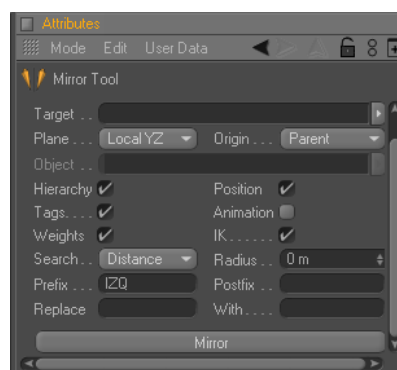 Attributes
Mode Edit User Data
Mirror Tool
Target . .
Plane . . . Local YZ Origin . . . . Parent
Object . .
Hierarchy Position
Tags. . . . Animation
Weights IK. . . . . .
Search. . Distance Radius . . 0 m
Prefix . . . IZQ Postfix . .
Replace With. . . .
Mirror